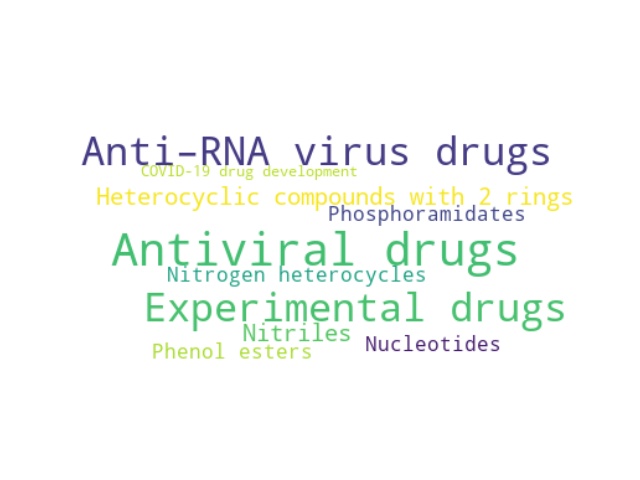 Anti-RNA virus drugs
COVID-19 drug development
Heterocyclic compounds with 2 rings
Phosphoramidates
Antiviral drugs
Nitrogen heterocycles
Experimental drugs
Nitriles
Nucleotides
Phenol esters